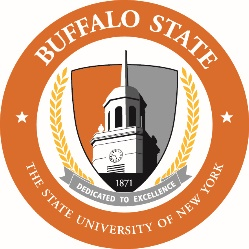 BUFFALO STATE
1871
DEDICATED TO EXCELLENCE
THE STATE UNIVERSITY OF NEW YORK